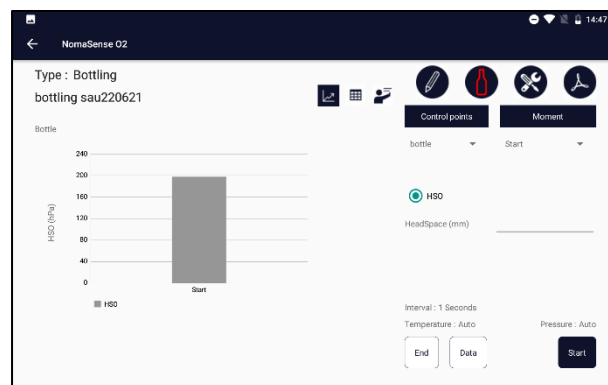 14:47
NomaSense O2
Type : Bottling
bottling sau220621
Bottle
240
200
160
120
80
40
0
HSO (hPa)
Start
HSO
Control points
Moment
bottle
Start
HSO
HeadSpace (mm)
Interval : 1 Seconds
Temperature : Auto
Pressure : Auto
End
Data
Start